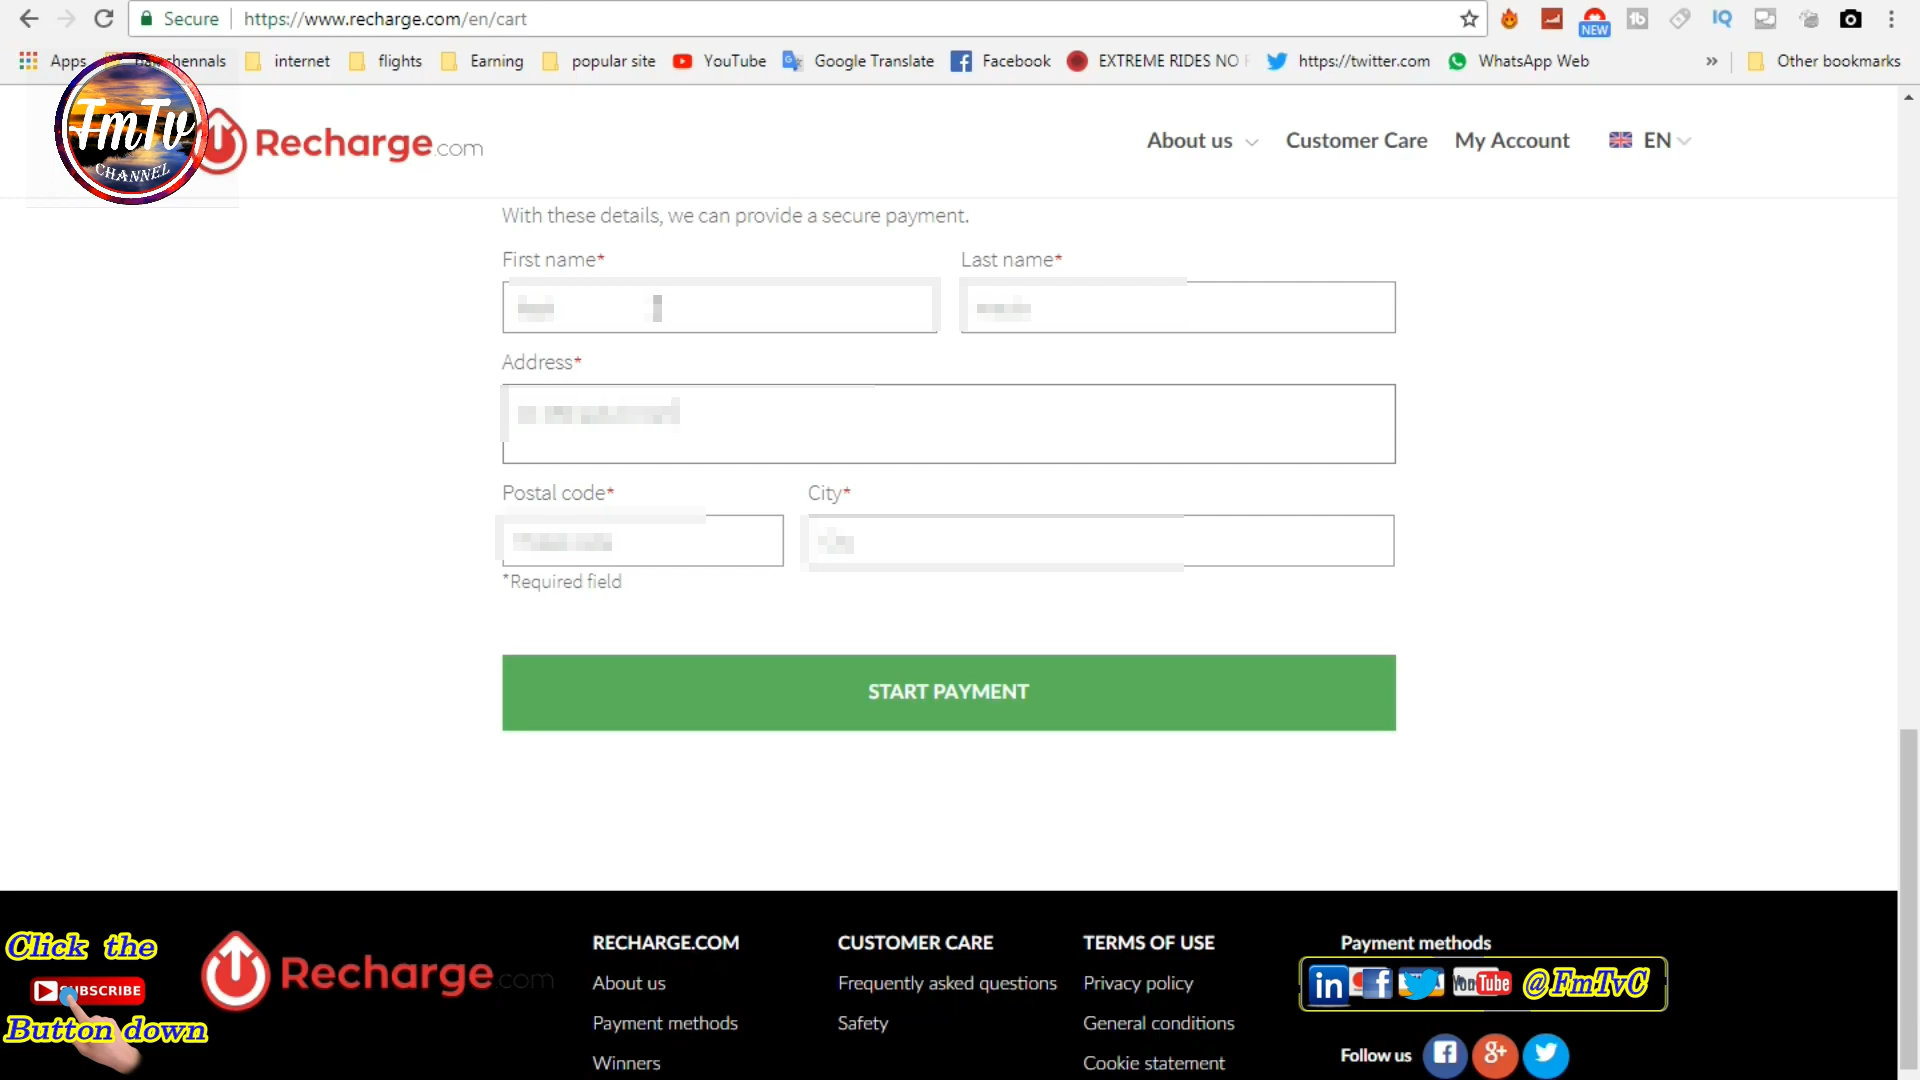 Secure https://www.recharge.com/en/cart
NEW
Apps chennals internet flights Earning popular site YouTube Google Translate Facebook EXTREME RIDES NO https://twitter.com WhatsApp Web » Other bookmarks
FmTv
CHANNEL
Recharge.com
About us Customer Care My Account EN
With these details, we can provide a secure payment.
First name* Last name*
Address*
Postal code* City*
*Required field
START PAYMENT
Click the
SUBSCRIBE
Button down
Recharge.com
RECHARGE.COM
About us
Payment methods
Winners
CUSTOMER CARE
Frequently asked questions
Safety
TERMS OF USE
Privacy policy
General conditions
Cookie statement
Payment methods
in f YouTube @FmTvC
Follow us